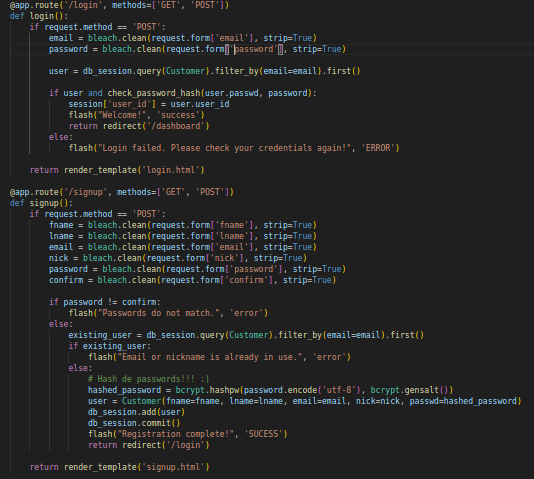 @app.route('/login', methods=['GET', 'POST'])
def login():
    if request.method == 'POST':
        email = bleach.clean(request.form['email'], strip=True)
        password = bleach.clean(request.form['password'], strip=True)

        user = db_session.query(Customer).filter_by(email=email).first()

        if user and check_password_hash(user.passwd, password):
            session['user_id'] = user.user_id
            flash("Welcome!", 'success')
            return redirect('/dashboard')
        else:
            flash("Login failed. Please check your credentials again!", 'ERROR')

    return render_template('login.html')

@app.route('/signup', methods=['GET', 'POST'])
def signup():
    if request.method == 'POST':
        fname = bleach.clean(request.form['fname'], strip=True)
        lname = bleach.clean(request.form['lname'], strip=True)
        email = bleach.clean(request.form['email'], strip=True)
        nick = bleach.clean(request.form['nick'], strip=True)
        password = bleach.clean(request.form['password'], strip=True)
        confirm = bleach.clean(request.form['confirm'], strip=True)

        if password != confirm:
            flash("Passwords do not match.", 'error')
        else:
            existing_user = db_session.query(Customer).filter_by(email=email).first()
            if existing_user:
                flash("Email or nickname is already in use.", 'error')
            else:
                # Hash de passwords!!! :)
                hashed_password = bcrypt.hashpw(password.encode('utf-8'), bcrypt.gensalt())
                user = Customer(fname=fname, lname=lname, email=email, nick=nick, passwd=hashed_password)
                db_session.add(user)
                db_session.commit()
                flash("Registration complete!", 'SUCESS')
                return redirect('/login')

    return render_template('signup.html')